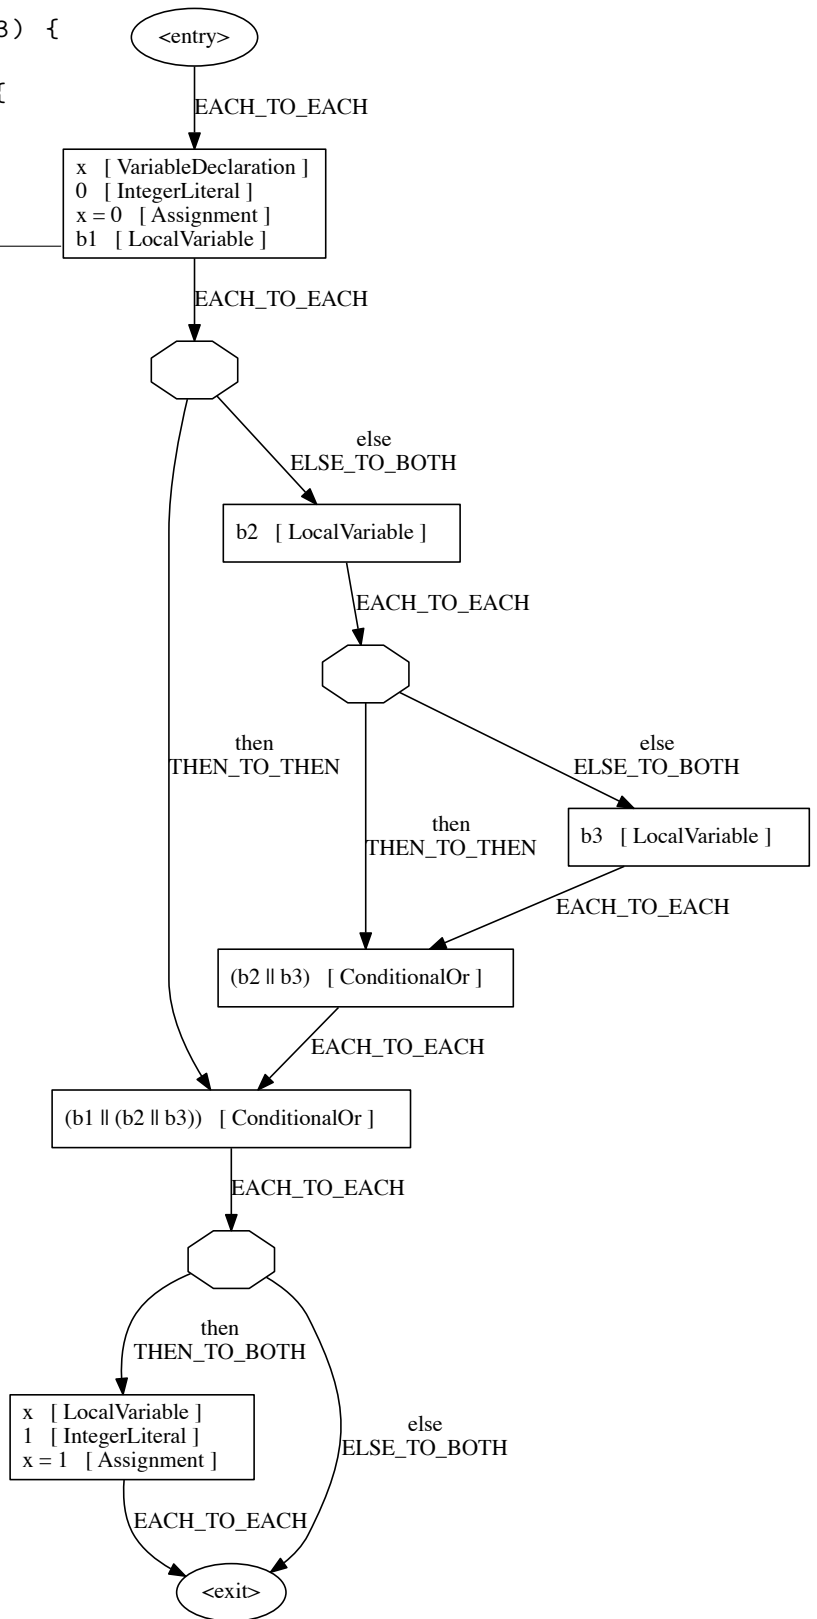 3) {
<entry>
{
EACH_TO_EACH
x [ VariableDeclaration ]
0 [ IntegerLiteral ]
x = 0 [ Assignment ]
b1 [ LocalVariable ]
EACH_TO_EACH
else
ELSE_TO_BOTH
b2 [ LocalVariable ]
EACH_TO_EACH
then
THEN_TO_THEN
else
ELSE_TO_BOTH
then
THEN_TO_THEN
b3 [ LocalVariable ]
EACH_TO_EACH
(b2 || b3) [ ConditionalOr ]
EACH_TO_EACH
(b1 || (b2 || b3)) [ ConditionalOr ]
EACH_TO_EACH
then
THEN_TO_BOTH
x [ LocalVariable ]
1 [ IntegerLiteral ]
x = 1 [ Assignment ]
else
ELSE_TO_BOTH
EACH_TO_EACH
<exit>